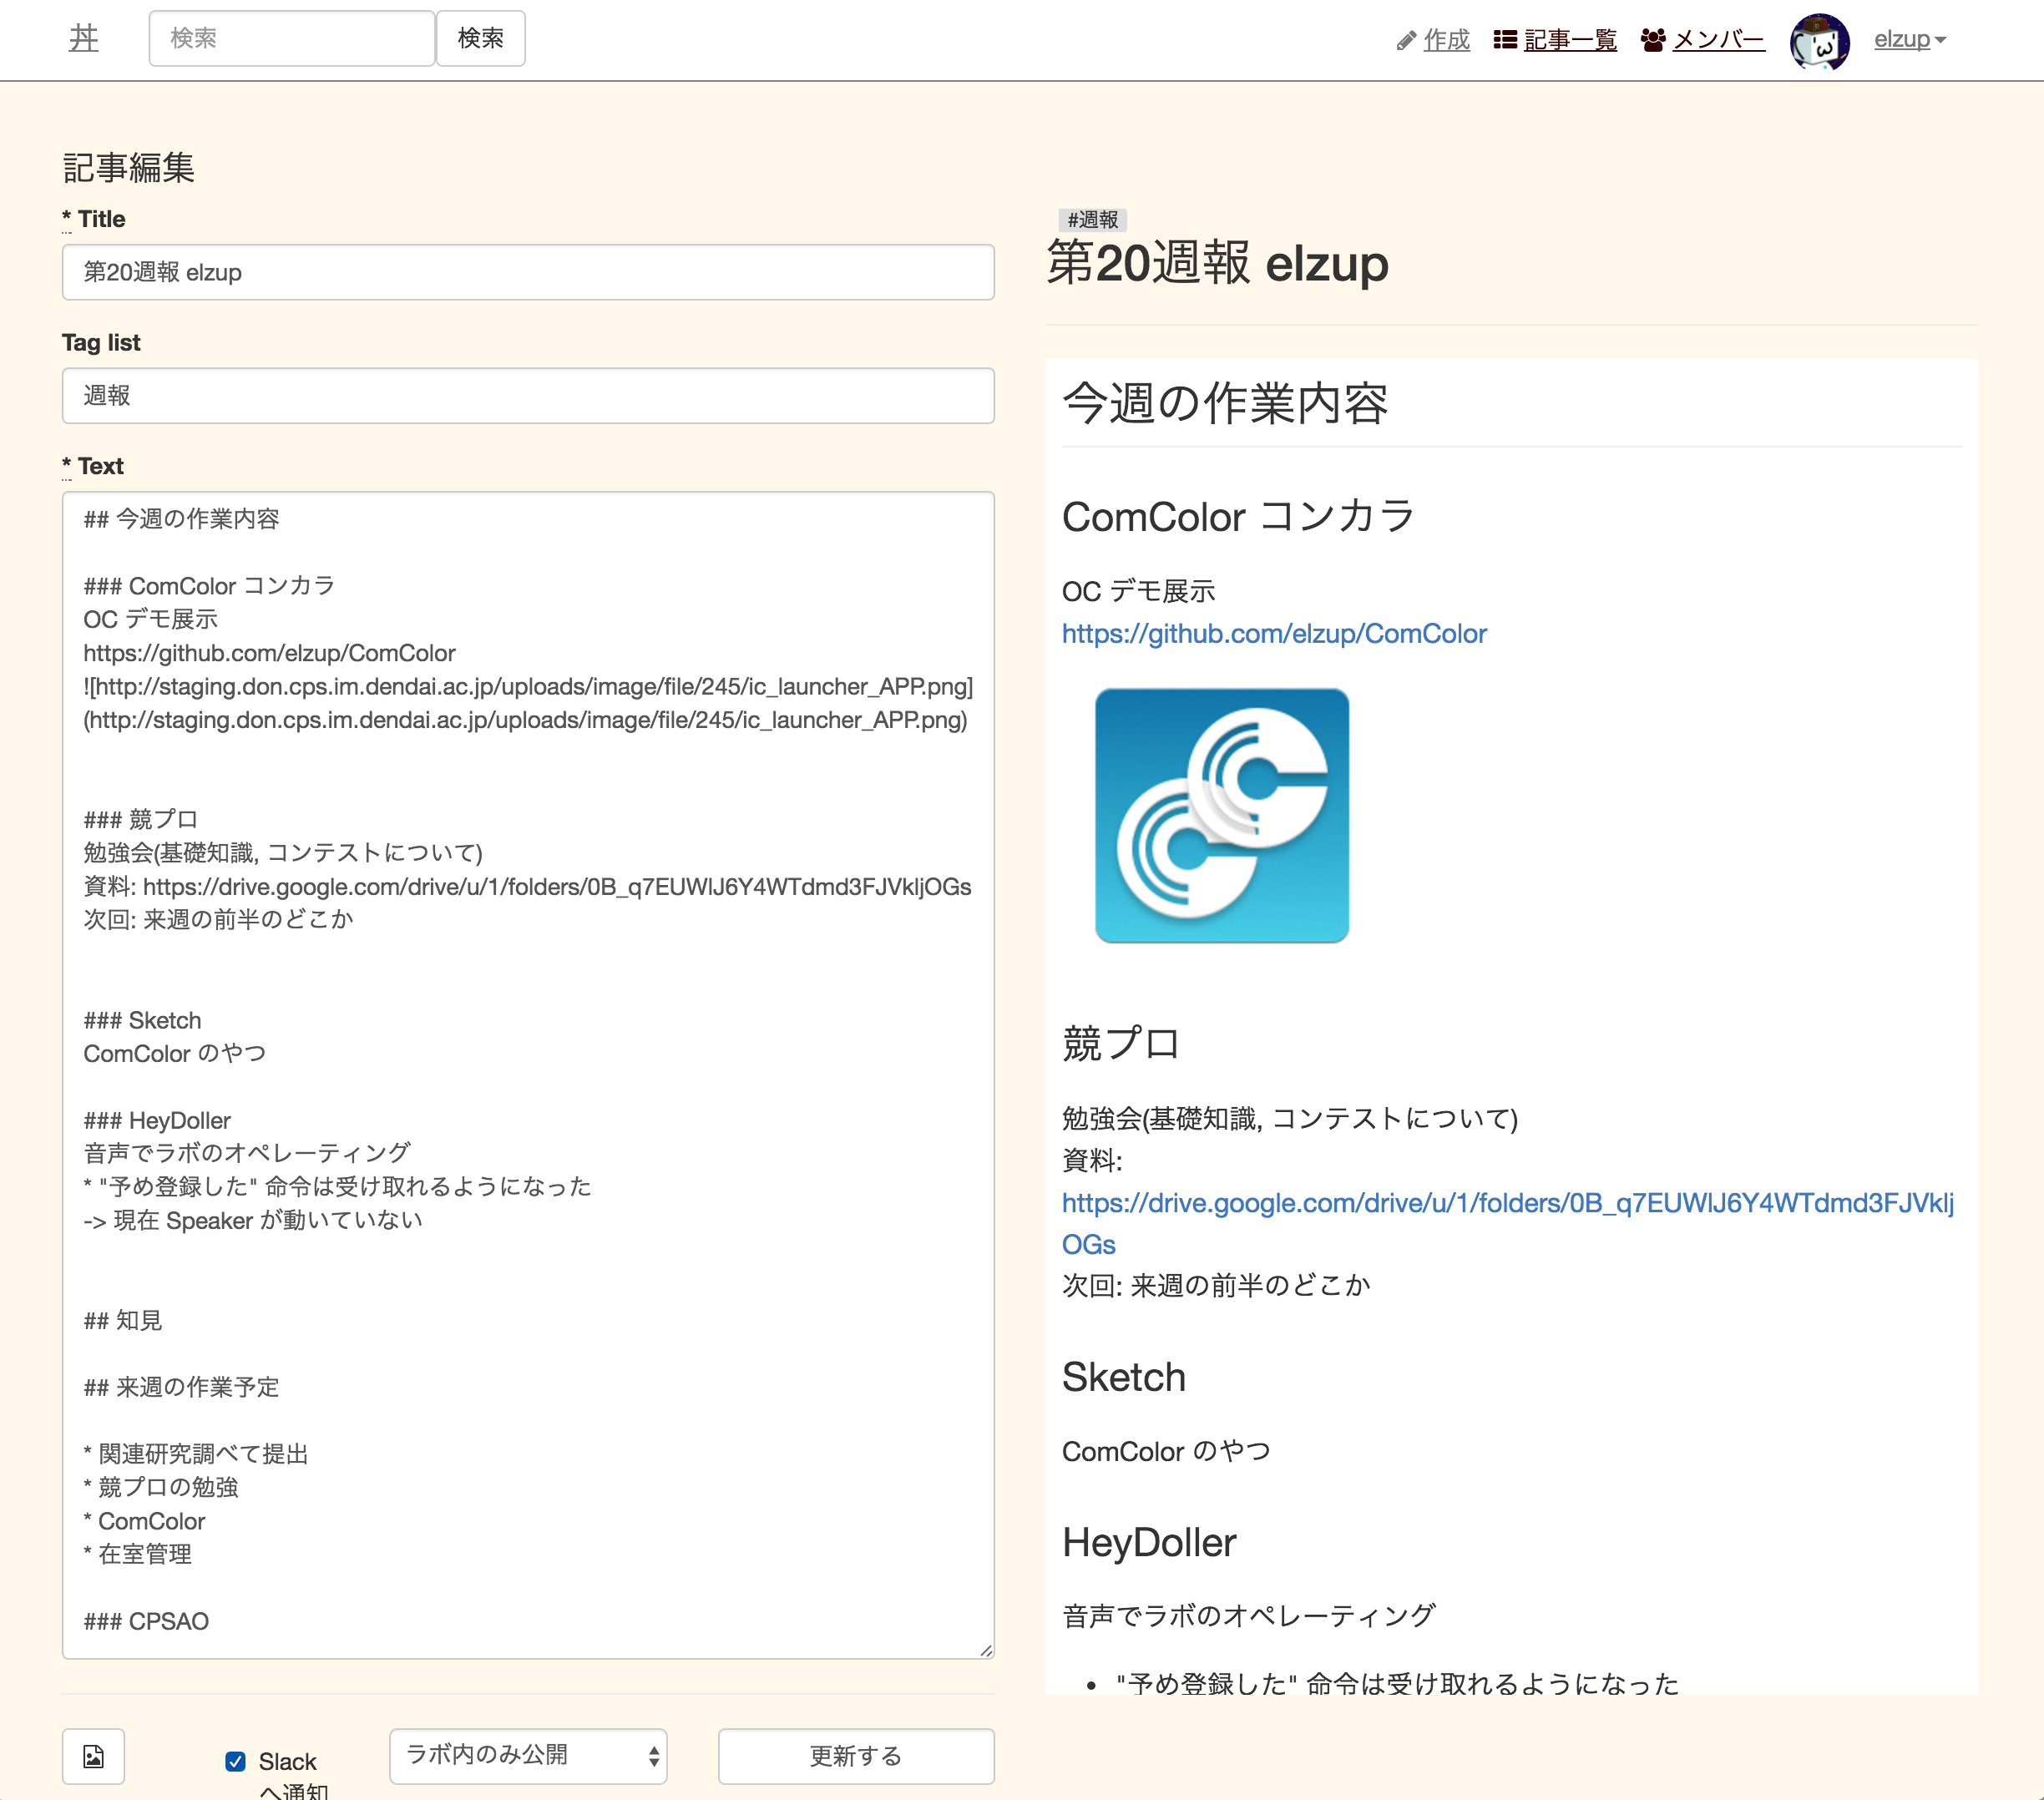 丼
検索
検索
作成
記事一覧
メンバー
elzup
記事編集
* Title
第20週報 elzup
Tag list
週報
* Text
## 今週の作業内容
### ComColor コンカラ
OC デモ展示
https://github.com/elzup/ComColor
![http://staging.don.cps.im.dendai.ac.jp/uploads/image/file/245/ic_launcher_APP.png]
(http://staging.don.cps.im.dendai.ac.jp/uploads/image/file/245/ic_launcher_APP.png)
### 競プロ
勉強会(基礎知識, コンテストについて)
資料: https://drive.google.com/drive/u/1/folders/0B_q7EUWlJ6Y4WTdmd3FJVkljOGs
次回: 来週の前半のどこか
### Sketch
ComColor のやつ
### HeyDoller
音声でラボのオペレーティング
* "予め登録した" 命令は受け取れるようになった
-> 現在 Speaker が動いていない
## 知見
## 来週の作業予定
* 関連研究調べて提出
* 競プロの勉強
* ComColor
* 在室管理
### CPSAO
Slack
へ通知
ラボ内のみ公開
更新する
#週報
第20週報 elzup
今週の作業内容
ComColor コンカラ
OC デモ展示
https://github.com/elzup/ComColor
競プロ
勉強会(基礎知識, コンテストについて)
資料:
https://drive.google.com/drive/u/1/folders/0B_q7EUWlJ6Y4WTdmd3FJVklj
OGs
次回: 来週の前半のどこか
Sketch
ComColor のやつ
HeyDoller
音声でラボのオペレーティング
• "予め登録した" 命令は受け取れるようになった